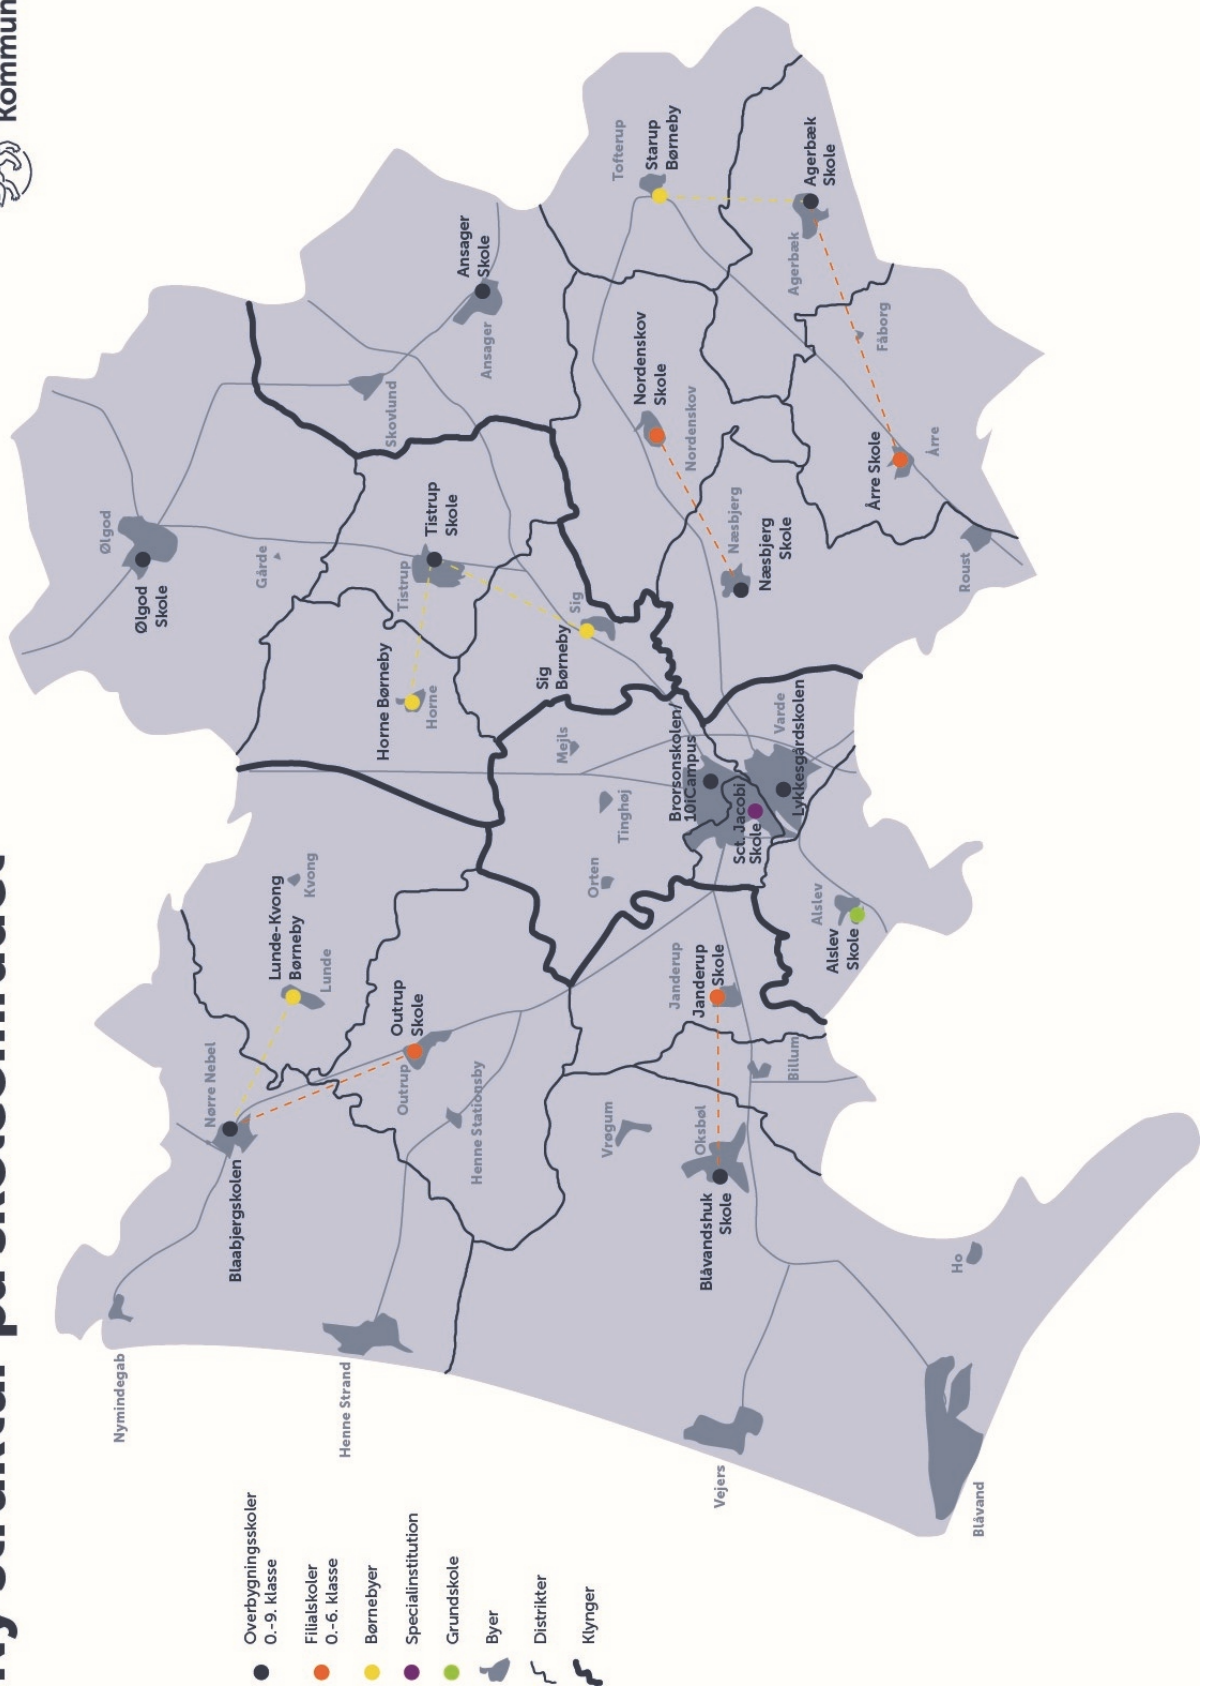 Ny struktur på skoleområdet
Kommun
Overbygningsskoler
0.-9. klasse
Filialskoler
0.-6. klasse
Børnebyer
Specialinstitution
Grundskole
Byer
Distrikter
Klynger
Nymindegab
Ølgod
Ølgod
Skole
Nørre Nebel
Blaabjergskolen
Gårde
Lunde-Kvong
Børneby
Kvong
Lunde
Henne Strand
Horne Børneby
Horne
Outrup
Skole
Outrup
Tistrup
Tistrup
Skole
Skovlund
Ansager
Skole
Ansager
Henne Stationsby
Sig
Børneby
Sig
Mejls
Orten
Tinghøj
Vrøgum
Tofterup
Starup
Børneby
Nordenskov
Skole
Nordenskov
Brorsonskolen/
10iCampus
Janderup
Janderup
Skole
Oksbøl
Blåvandshuk
Skole
Vejers
Næsbjerg
Næsbjerg
Skole
Sct. Jacobi
Skole
Varde
Lykkesgårdskolen
Billum
Agerbæk
Agerbæk
Skole
Alslev
Alslev
Skole
Fåborg
Årre Skole
Årre
Roust
Ho
Blåvand